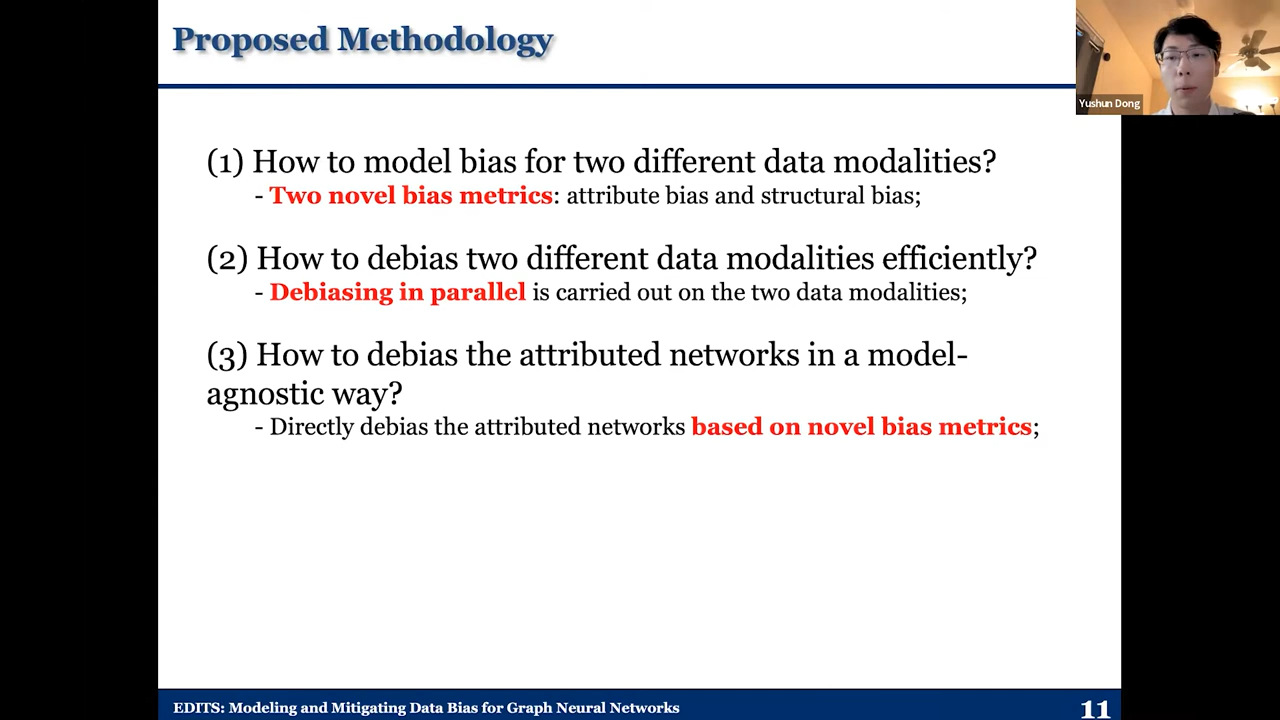 Proposed Methodology
Yushun Dong
(1) How to model bias for two different data modalities?
- Two novel bias metrics: attribute bias and structural bias;
(2) How to debias two different data modalities efficiently?
- Debiasing in parallel is carried out on the two data modalities;
(3) How to debias the attributed networks in a model-
agnostic way?
- Directly debias the attributed networks based on novel bias metrics;
EDITS: Modeling and Mitigating Data Bias for Graph Neural Networks
11